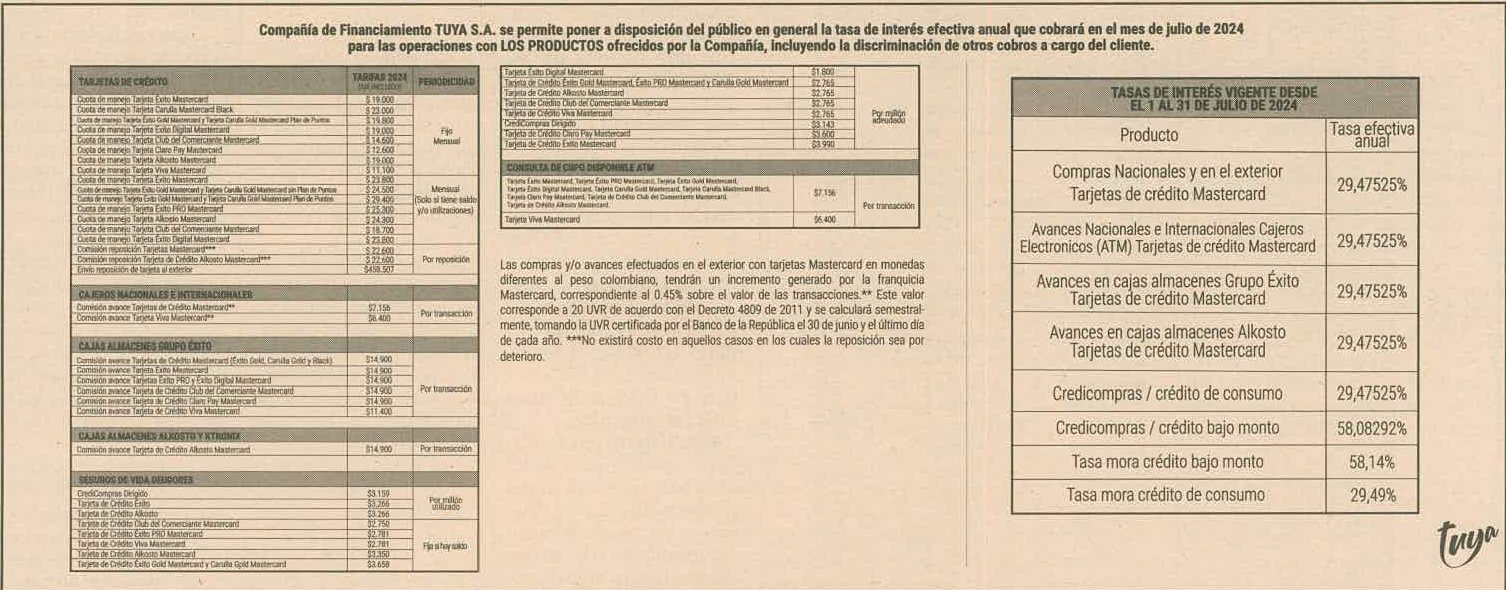 Compañía de Financiamiento TUYA S.A. se permite poner a disposición del público en general la tasa de interés efectiva anual que cobrará en el mes de julio de 2024
para las operaciones con LOS PRODUCTOS ofrecidos por la Compañía, incluyendo la discriminación de otros cobros a cargo del cliente.
TARJETAS DE CRÉDITO TARIFAS 2024 (IVA INCLUIDO) PERIODICIDAD
Cuota de manejo Tarjeta Éxito Mastercard $ 19.000
Cuota de manejo Tarjeta Carulla Mastercard Black $ 23.000
Cuota de manejo Tarjeta Éxito Gold Mastercard y Tarjeta Carulla Gold Mastercard Plan de Puntos $ 19.800
Cuota de manejo Tarjeta Éxito Digital Mastercard $ 19.000
Cuota de manejo Tarjeta Club del Comerciante Mastercard $ 14.600
Cuota de manejo Tarjeta Claro Pay Mastercard $ 12.600
Cuota de manejo Tarjeta Alkosto Mastercard $ 19.000
Cuota de manejo Tarjeta Viva Mastercard $ 11.100
Fijo
Mensual
Cuota de manejo Tarjeta Éxito Mastercard $ 23.800
Cuota de manejo Tarjeta Éxito Gold Mastercard y Tarjeta Carulla Gold Mastercard sin Plan de Puntos $ 24.500
Cuota de manejo Tarjeta Éxito Gold Mastercard y Tarjeta Carulla Gold Mastercard Plan de Puntos $ 29.400
Cuota de manejo Tarjeta Éxito PRO Mastercard $ 25.800
Cuota de manejo Tarjeta Alkosto Mastercard $ 24.300
Cuota de manejo Tarjeta Club del Comerciante Mastercard $ 18.700
Cuota de manejo Tarjeta Éxito Digital Mastercard $ 23.800
Mensual
(Solo si tiene saldo
y/o utilizaciones)
Comisión reposición Tarjetas Mastercard*** $ 22.600
Comisión reposición Tarjeta de Crédito Alkosto Mastercard*** $ 22.600
Envío reposición de tarjeta al exterior $458.507
Por reposición
CAJEROS NACIONALES E INTERNACIONALES
Comisión avance Tarjetas de Crédito Mastercard** $7.156
Comisión avance Tarjeta Viva Mastercard** $6.400
Por transacción
CAJAS ALMACENES GRUPO ÉXITO
Comisión avance Tarjetas de Crédito Mastercard (Éxito Gold, Carulla Gold y Black) $14.900
Comisión avance Tarjeta Éxito Mastercard $14.900
Comisión avance Tarjetas Éxito PRO y Éxito Digital Mastercard $14.900
Comisión avance Tarjeta de Crédito Club del Comerciante Mastercard $14.900
Comisión avance Tarjeta de Crédito Claro Pay Mastercard $14.900
Comisión avance Tarjeta de Crédito Viva Mastercard $11.400
Por transacción
CAJAS ALMACENES ALKOSTO Y KTRONIX
Comisión avance Tarjeta de Crédito Alkosto Mastercard $14.900 Por transacción
SEGUROS DE VIDA DEUDORES
CrediCompras Dirigido $3.159
Tarjeta de Crédito Éxito $3.266
Tarjeta de Crédito Alkosto $3.266
Por millón
utilizado
Tarjeta de Crédito Club del Comerciante Mastercard $2.750
Tarjeta de Crédito Éxito PRO Mastercard $2.781
Tarjeta de Crédito Viva Mastercard $2.781
Tarjeta de Crédito Alkosto Mastercard $3.350
Tarjeta de Crédito Éxito Gold Mastercard y Carulla Gold Mastercard $3.658
Fija si hay saldo
Tarjeta Éxito Digital Mastercard $1.800
Tarjeta de Crédito Éxito Gold Mastercard, Éxito PRO Mastercard y Carulla Gold Mastercard $2.765
Tarjeta de Crédito Alkosto Mastercard $2.765
Tarjeta de Crédito Club del Comerciante Mastercard $2.765
Tarjeta de Crédito Viva Mastercard $2.765
CrediCompras Dirigido $3.143
Tarjeta de Crédito Claro Pay Mastercard $3.600
Tarjeta de Crédito Éxito Mastercard $3.990
Por millón
adeudado
CONSULTA DE CUPO DISPONIBLE ATM
Tarjeta Éxito Mastercard, Tarjeta Éxito PRO Mastercard, Tarjeta Éxito Gold Mastercard,
Tarjeta Éxito Digital Mastercard, Tarjeta Carulla Gold Mastercard, Tarjeta Carulla Mastercard Black,
Tarjeta Claro Pay Mastercard, Tarjeta de Crédito Club del Comerciante Mastercard,
Tarjeta de Crédito Alkosto Mastercard.
$7.156
Tarjeta Viva Mastercard $6.400
Por transacción
Las compras y/o avances efectuados en el exterior con tarjetas Mastercard en monedas
diferentes al peso colombiano, tendrán un incremento generado por la franquicia
Mastercard, correspondiente al 0.45% sobre el valor de las transacciones.** Este valor
corresponde a 20 UVR de acuerdo con el Decreto 4809 de 2011 y se calculará semestral-
mente, tomando la UVR certificada por el Banco de la República el 30 de junio y el último día
de cada año. ***No existirá costo en aquellos casos en los cuales la reposición sea por
deterioro.
TASAS DE INTERÉS VIGENTE DESDE
EL 1 AL 31 DE JULIO DE 2024
Producto Tasa efectiva
anual
Compras Nacionales y en el exterior
Tarjetas de crédito Mastercard 29,47525%
Avances Nacionales e Internacionales Cajeros
Electronicos (ATM) Tarjetas de crédito Mastercard 29,47525%
Avances en cajas almacenes Grupo Éxito
Tarjetas de crédito Mastercard 29,47525%
Avances en cajas almacenes Alkosto
Tarjetas de crédito Mastercard 29,47525%
Credicompras / crédito de consumo 29,47525%
Credicompras / crédito bajo monto 58,08292%
Tasa mora crédito bajo monto 58,14%
Tasa mora crédito de consumo 29,49%
tuya